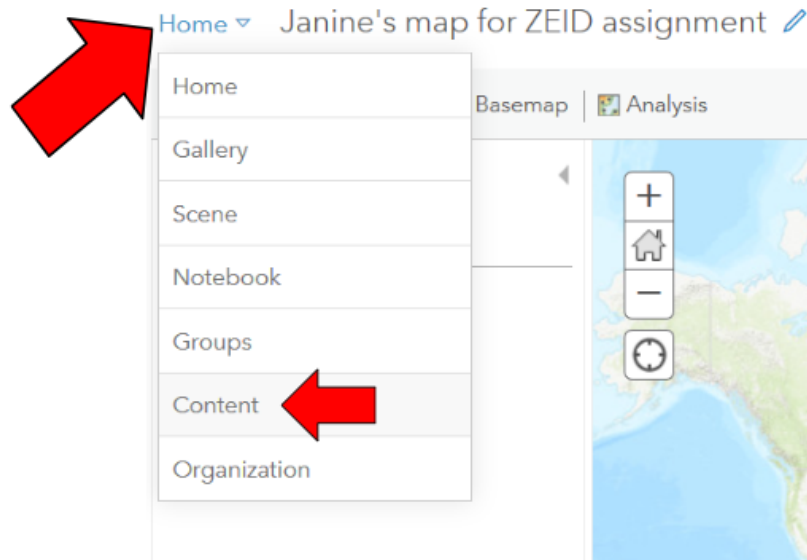 Home Janine's map for ZEID assignment
Home
Basemap Analysis
Gallery
Scene
Notebook
Groups
Content
Organization